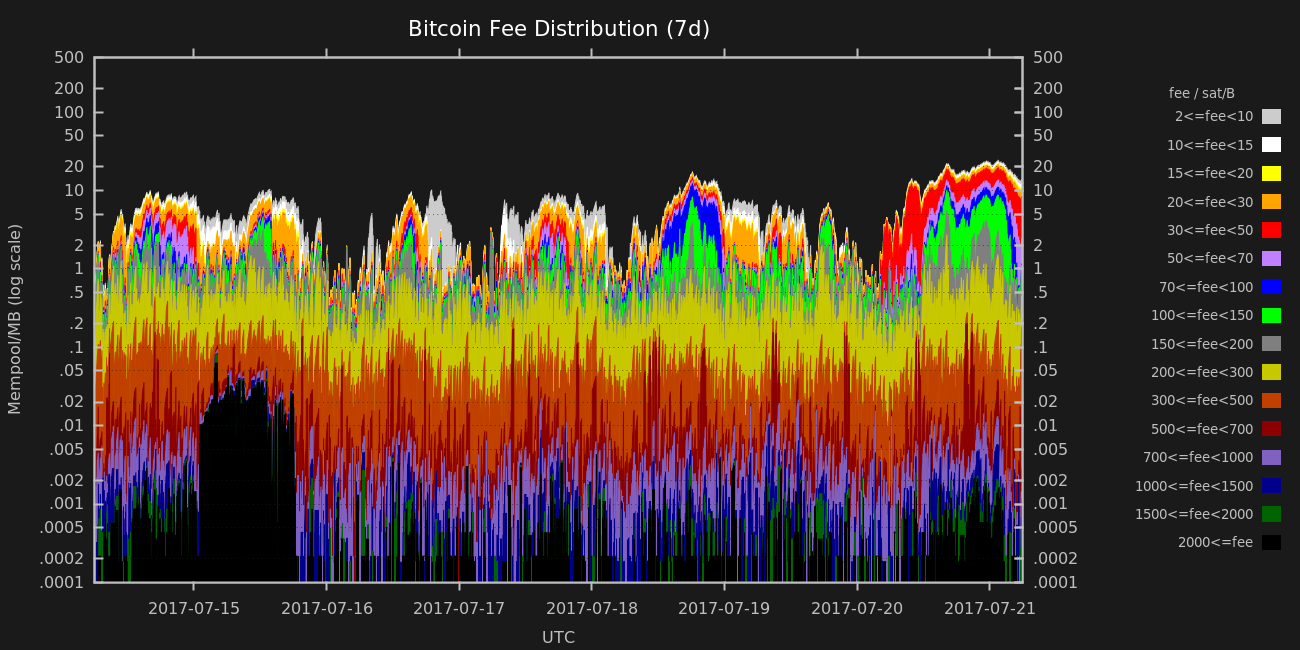 Bitcoin Fee Distribution (7d)
500
200
100
50
20
10
5
2
1
.5
.2
.1
.05
.02
.01
.005
.002
.001
.0005
.0002
.0001
Mempool/MB (log scale)
500
200
100
50
20
10
5
2
1
.5
.2
.1
.05
.02
.01
.005
.002
.001
.0005
.0002
.0001
2017-07-15 2017-07-16 2017-07-17 2017-07-18 2017-07-19 2017-07-20 2017-07-21
UTC
fee / sat/B
2<=fee<10
10<=fee<15
15<=fee<20
20<=fee<30
30<=fee<50
50<=fee<70
70<=fee<100
100<=fee<150
150<=fee<200
200<=fee<300
300<=fee<500
500<=fee<700
700<=fee<1000
1000<=fee<1500
1500<=fee<2000
2000<=fee